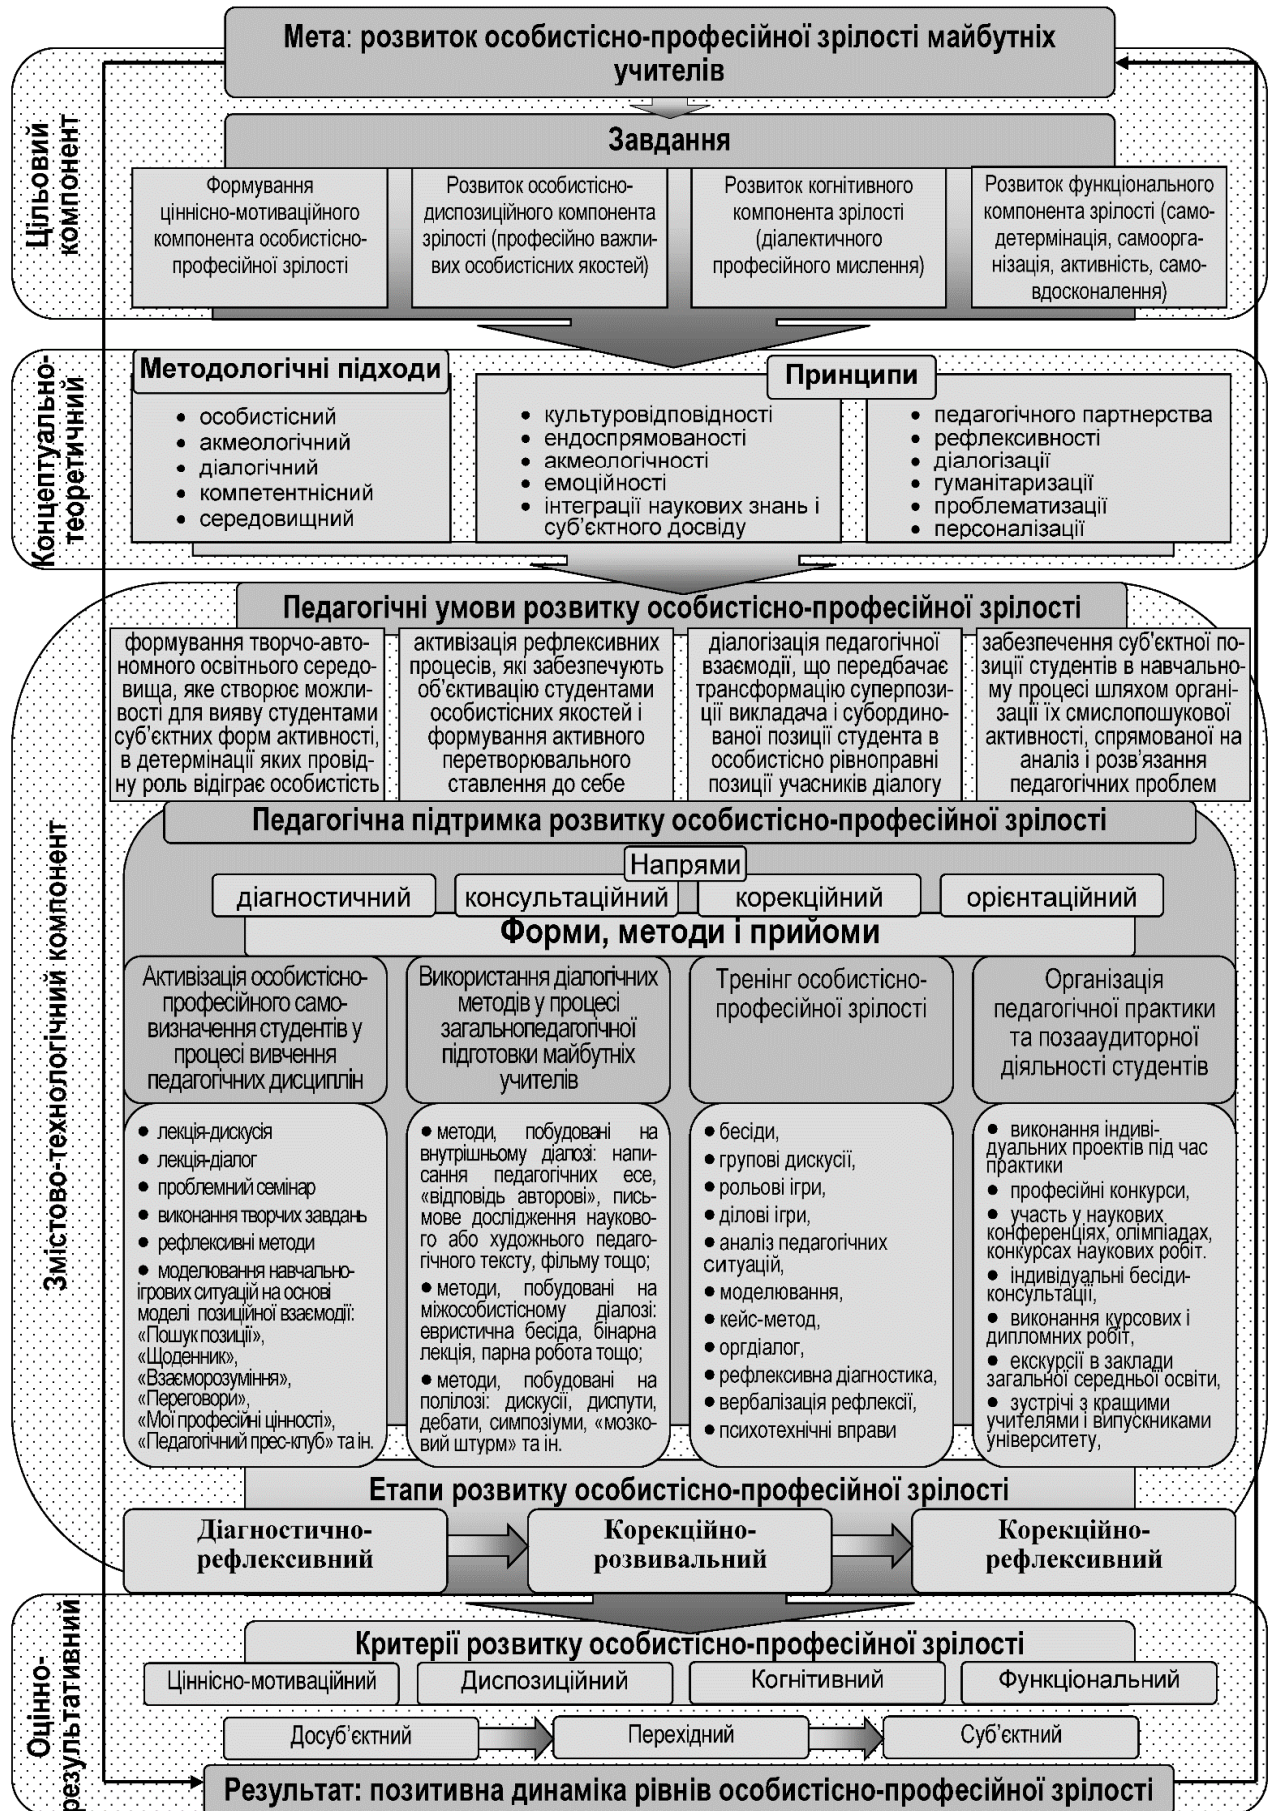 Мета: розвиток особистісно-професійної зрілості майбутніх
учителів
Цільовий
компонент
Завдання
Формування
ціннісно-мотиваційного
компонента особистісно-
професійної зрілості
Розвиток особистісно-
диспозиційного компонента
зрілості (професійно важли-
вих особистісних якостей)
Розвиток когнітивного
компонента зрілості
(діалектичного
професійного мислення)
Розвиток функціонального
компонента зрілості (само-
детермінація, самоорга-
нізація, активність, само-
вдосконалення)
Концептуально-
теоретичний
Методологічні підходи
• особистісний
• акмеологічний
• діалогічний
• компетентнісний
• середовищний
Принципи
• культуровідповідності
• ендоспрямованості
• акмеологічності
• емоційності
• інтеграції наукових знань і
суб’єктного досвіду
• педагогічного партнерства
• рефлексивності
• діалогізації
• гуманітаризації
• проблематизації
• персоналізації
Змістово-технологічний компонент
Педагогічні умови розвитку особистісно-професійної зрілості
формування творчо-авто-
номного освітнього середо-
вища, яке створює можли-
вості для вияву студентами
суб’єктних форм активності,
в детермінації яких провід-
ну роль відіграє особистість
активізація рефлексивних
процесів, які забезпечують
об’єктивацію студентами
особистісних якостей і
формування активного
перетворювального
ставлення до себе
діалогізація педагогічної
взаємодії, що передбачає
трансформацію суперпози-
ції викладача і субордино-
ваної позиції студента в
особистісно рівноправні
позиції учасників діалогу
забезпечення суб’єктної по-
зиції студентів в навчально-
му процесі шляхом органі-
зації їх смислопошукової
активності, спрямованої на
аналіз і розв’язання
педагогічних проблем
Педагогічна підтримка розвитку особистісно-професійної зрілості
Напрями
діагностичний
консультаційний
корекційний
орієнтаційний
Форми, методи і прийоми
Активізація особистісно-
професійного само-
визначення студентів у
процесі вивчення
педагогічних дисциплін
Використання діалогічних
методів у процесі
загальнопедагогічної
підготовки майбутніх
учителів
Тренінг особистісно-
професійної зрілості
Організація
педагогічної практики
та позааудиторної
діяльності студентів
• лекція-дискусія
• лекція-діалог
• проблемний семінар
• виконання творчих завдань
• рефлексивні методи
• моделювання навчально-
ігрових ситуацій на основі
моделі позиційної взаємодії:
«Пошук позиції»,
«Щоденник»,
«Взаєморозуміння»,
«Переговори»,
«Мої професійні цінності»,
«Педагогічний прес-клуб» та ін.
• методи, побудовані на
внутрішньому діалозі: напи-
сання педагогічних есе,
«відповідь авторові», пись-
мове дослідження науково-
го або художнього педаго-
гічного тексту, фільму тощо;
• методи, побудовані на
міжособистісному діалозі:
евристична бесіда, бінарна
лекція, парна робота тощо;
• методи, побудовані на
полілозі: дискусії, диспути,
дебати, симпозіуми, «мозко-
вий штурм» та ін.
• бесіди,
• групові дискусії,
• рольові ігри,
• ділові ігри,
• аналіз педагогічних
ситуацій,
• моделювання,
• кейс-метод,
• оргдіалог,
• рефлексивна діагностика,
• вербалізація рефлексії,
• психотехнічні вправи
• виконання індиві-
дуальних проектів під час
практики
• професійні конкурси,
• участь у наукових
конференціях, олімпіадах,
конкурсах наукових робіт.
• індивідуальні бесіди-
консультації,
• виконання курсових і
дипломних робіт,
• екскурсії в заклади
загальної середньої освіти,
• зустрічі з кращими
учителями і випускниками
університету,
Етапи розвитку особистісно-професійної зрілості
Діагностично-
рефлексивний
Корекційно-
розвивальний
Корекційно-
рефлексивний
Оцінно-
результативний
Критерії розвитку особистісно-професійної зрілості
Ціннісно-мотиваційний
Диспозиційний
Когнітивний
Функціональний
Досуб’єктний
Перехідний
Суб’єктний
Результат: позитивна динаміка рівнів особистісно-професійної зрілості